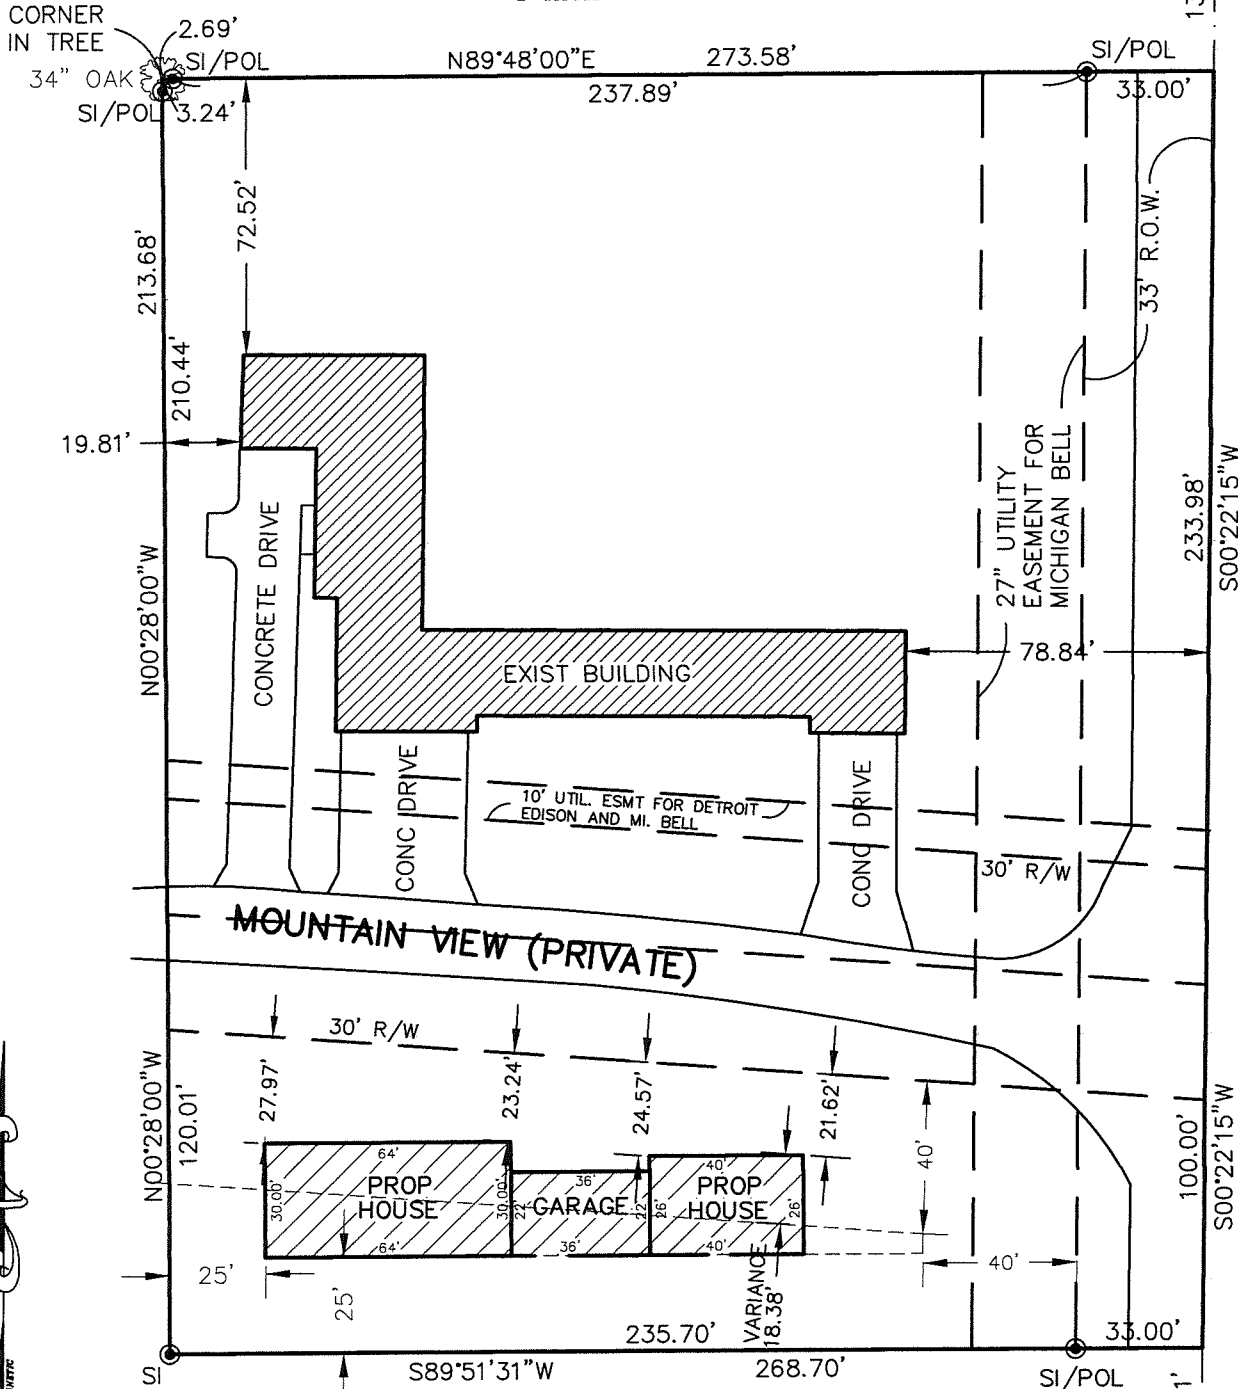 CORNER
IN TREE
2.69'
SI/POL
34" OAK
SI/POL 3.24'
N89°48'00"E 273.58'
237.89'
SI/POL
33.00'
72.52'
213.68'
210.44'
19.81'
33' R.O.W.
CONCRETE DRIVE
N00°28'00"W
EXIST BUILDING
27" UTILITY
EASEMENT FOR
MICHIGAN BELL
78.84'
233.98'
S00°22'15"W
CONC DRIVE
10' UTIL. ESMT FOR DETROIT
EDISON AND MI. BELL
CONC DRIVE
30' R/W
MOUNTAIN VIEW (PRIVATE)
30' R/W
N00°28'00"W
120.01'
27.97'
23.24'
24.57'
21.62'
40'
100.00'
S00°22'15"W
64'
30.00'
PROP
HOUSE
30.00'
64'
36'
22'
GARAGE
22'
36'
40'
26'
PROP
HOUSE
26'
40'
25'
25'
VARIANCE
18.38'
40'
235.70'
33.00'
SI
S89°51'31"W 268.70'
SI/POL